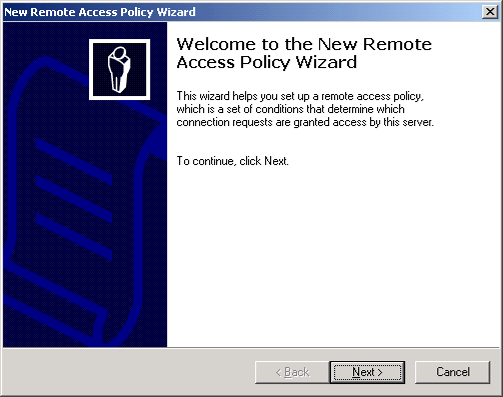 New Remote Access Policy Wizard
Welcome to the New Remote
Access Policy Wizard
This wizard helps you set up a remote access policy,
which is a set of conditions that determine which
connection requests are granted access by this server.
To continue, click Next.
< Back
Next >
Cancel